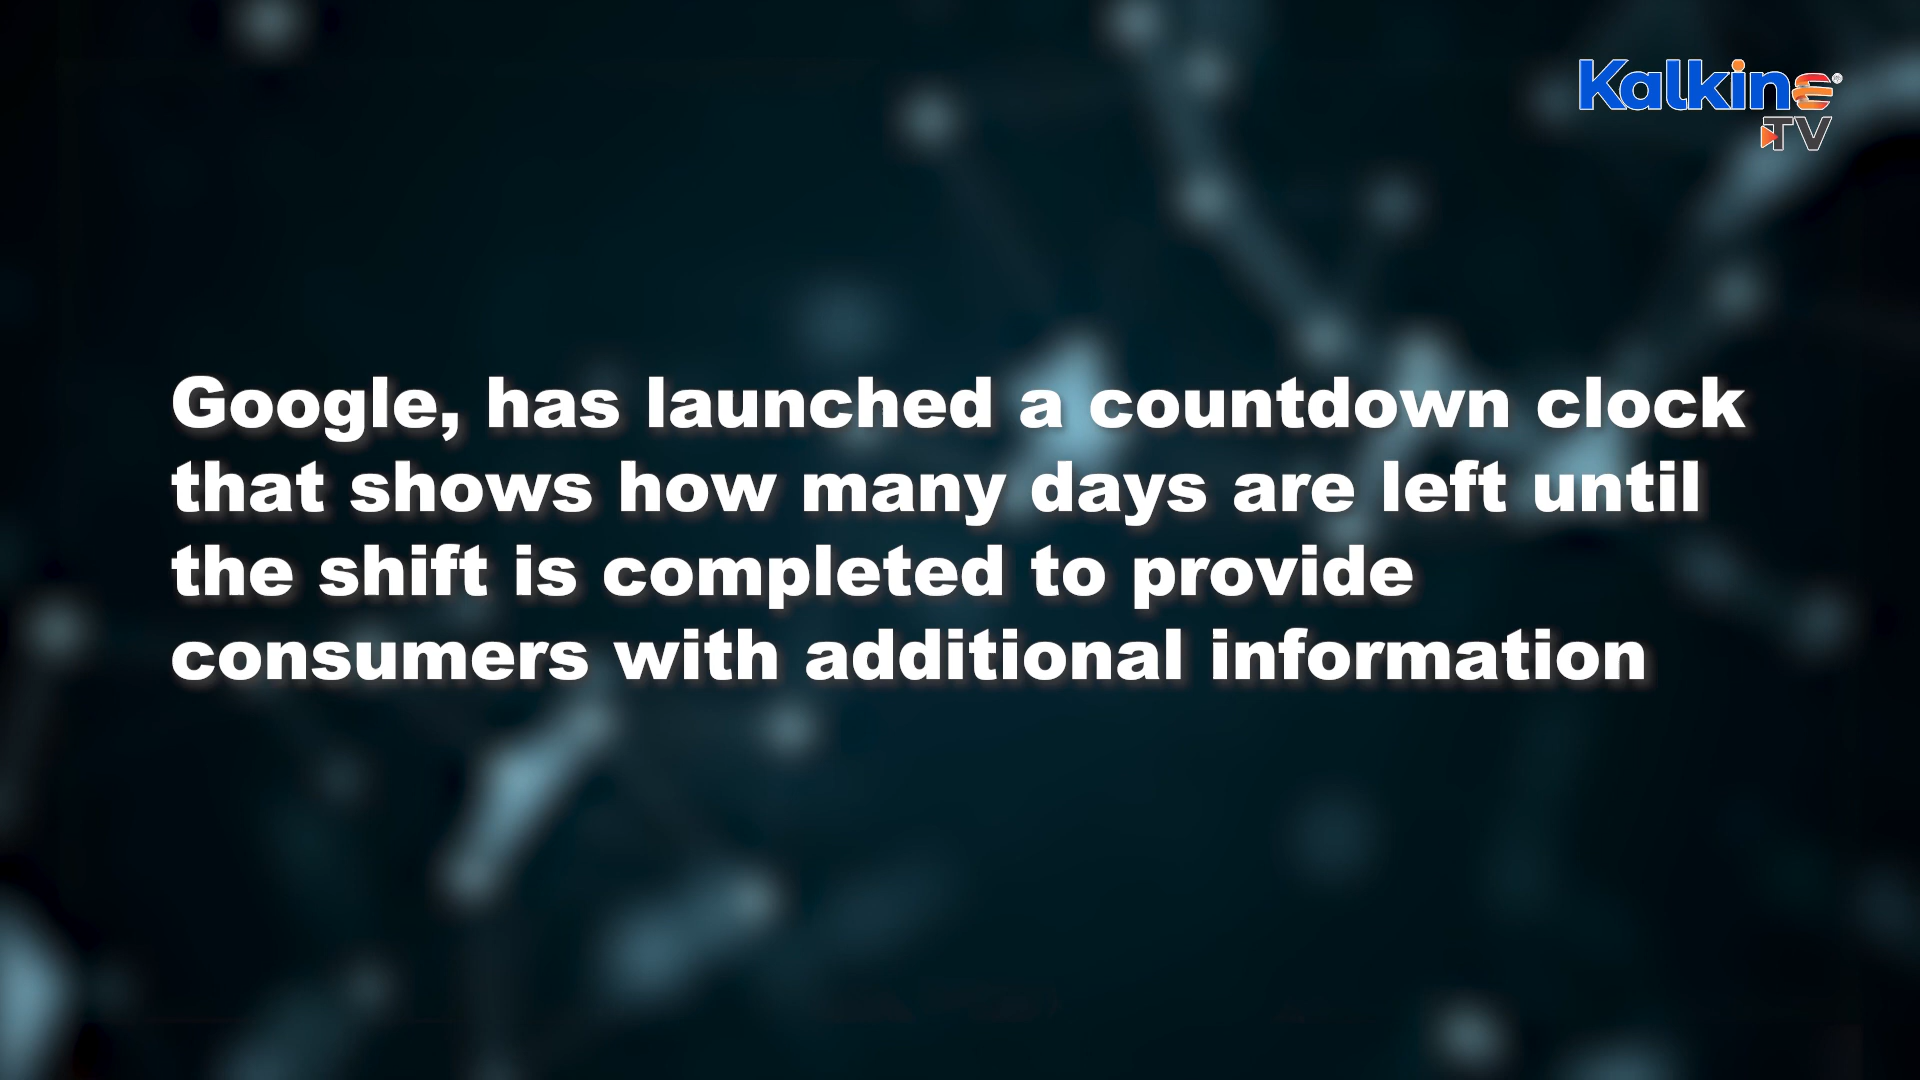 Kalkine
TV
Google, has launched a countdown clock
that shows how many days are left until
the shift is completed to provide
consumers with additional information